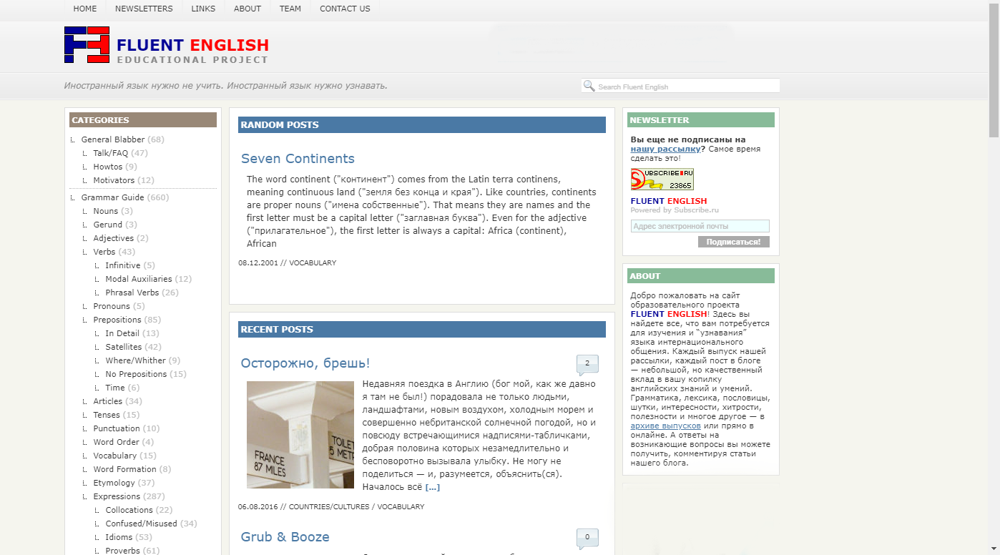 HOME NEWSLETTERS LINKS ABOUT TEAM CONTACT US
FLUENT ENGLISH
EDUCATIONAL PROJECT
Иностранный язык нужно не учить. Иностранный язык нужно узнавать.
Search Fluent English
CATEGORIES
General Blabber (68)
Talk/FAQ (47)
Howtos (9)
Motivators (12)
Grammar Guide (660)
Nouns (3)
Gerund (3)
Adjectives (2)
Verbs (43)
Infinitive (5)
Modal Auxiliaries (12)
Phrasal Verbs (26)
Pronouns (5)
Prepositions (85)
In Detail (13)
Satellites (42)
Where/Whither (9)
No Prepositions (15)
Time (6)
Articles (34)
Tenses (15)
Punctuation (10)
Word Order (4)
Vocabulary (15)
Word Formation (8)
Etymology (37)
Expressions (287)
Collocations (22)
Confused/Misused (34)
Idioms (53)
Proverbs (61)
RANDOM POSTS
Seven Continents
The word continent ("континент") comes from the Latin terra continens,
meaning continuous land ("земля без конца и края"). Like countries, continents
are proper nouns ("имена собственные"). That means they are names and the
first letter must be a capital letter ("заглавная буква"). Even for the adjective
("прилагательное"), the first letter is always a capital: Africa (continent),
African
08.12.2001 // VOCABULARY
RECENT POSTS
Осторожно, брешь!
2
Недавняя поездка в Англию (бог мой, как же давно
я там не был!) порадовала не только людьми,
ландшафтами, новым воздухом, холодным морем и
совершенно небританской солнечной погодой, но и
повсюду встречающимися надписями-табличками,
добрая половина которых незамедлительно и
бесповоротно вызывала улыбку. Не могу не
поделиться — и, разумеется, объяснить(ся).
Началось всё [...]
FRANCE
87 MILES
TOILET
5 METR
06.08.2016 // COUNTRIES/CULTURES / VOCABULARY
Grub & Booze
0
NEWSLETTER
Вы еще не подписаны на
нашу рассылку? Самое время
сделать это!
SUBSCRIBE.RU
23865
FLUENT ENGLISH
Powered by Subscribe.ru
Адрес электронной почты
Подписаться!
ABOUT
Добро пожаловать на сайт
образовательного проекта
FLUENT ENGLISH! Здесь вы
найдете все, что вам потребуется
для изучения и “узнавания”
языка интернационального
общения. Каждый выпуск нашей
рассылки, каждый пост в блоге
— небольшой, но качественный
вклад в вашу копилку
английских знаний и умений.
Грамматика, лексика, пословицы,
шутки, интересности, хитрости,
полезности и многое другое — в
архиве выпусков или прямо в
онлайне. А ответы на
возникающие вопросы вы можете
получить, комментируя статьи
нашего блога.